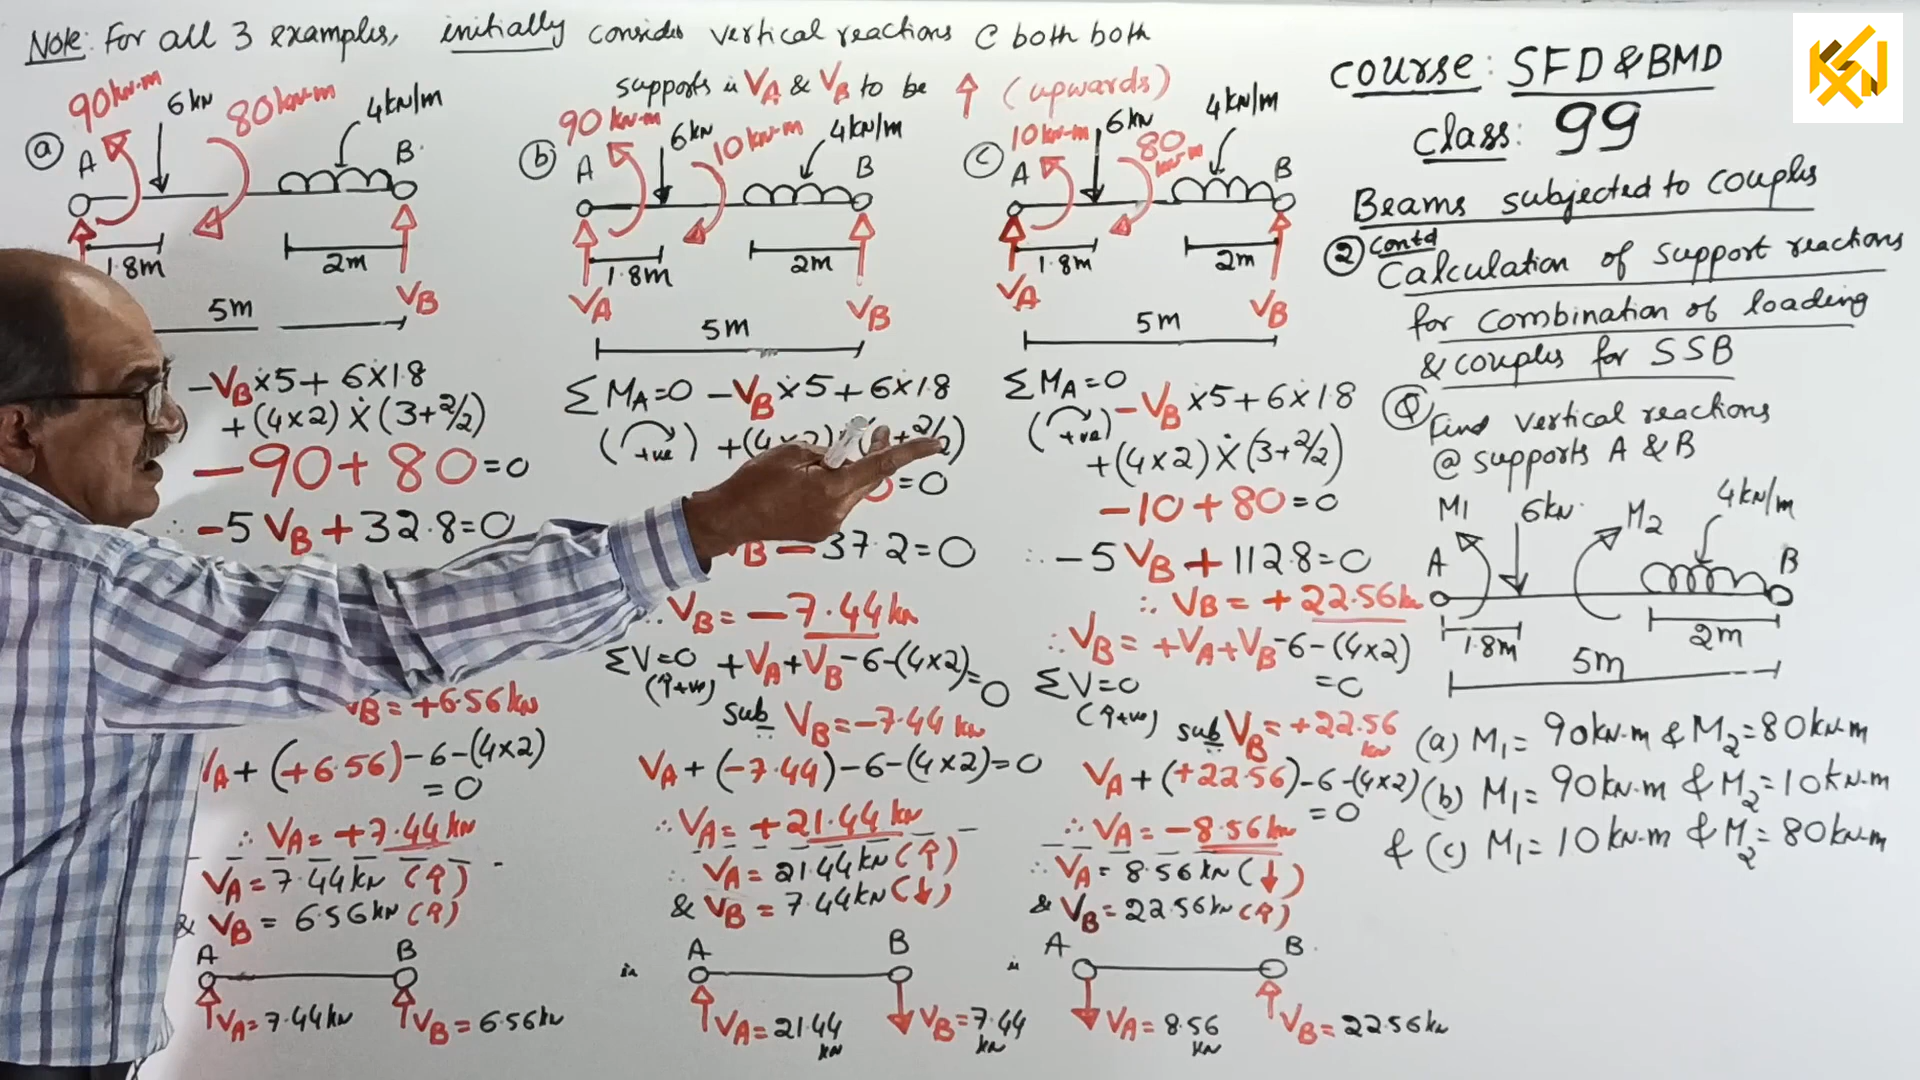 Note: For all 3 examples, initially consider vertical reactions @ both both
supports is VA & VB to be ↑ (upwards)
course: SFD & BMD
class: 99
Beams subjected to couples
② contd
Calculation of support reactions
for combination of loading
& couples for SSB
Q Find vertical reactions
@ supports A & B
M1 6kN M2 4kN/m
A B
1.8m 2m
5m
(a) M1 = 90kN-m & M2 = 80kN-m
(b) M1 = 90kN-m & M2 = 10kN-m
& (c) M1 = 10kN-m & M2 = 80kN-m
ⓐ 90kN-m 6kN 80kN-m 4kN/m
A B
1.8m 2m
VB
5m
-VB×5 + 6×1.8
+(4×2)×(3+2/2)
-90+80=0
∴ -5VB+32.8=0
VB = +6.56kN
VA + (+6.56)-6-(4×2)
=0
∴ VA = +7.44kN
VA = 7.44kN (↑)
& VB = 6.56kN (↑)
A B
VA = 7.44kN VB = 6.56kN
ⓑ 90kN-m 6kN 10kN-m 4kN/m
A B
1.8m 2m
VA VB
5m
ΣMA=0 -VB×5+6×1.8
(+ve) +(4×2)
=0
VB-37.2=0
∴ VB = -7.44kN
ΣV=0 +VA+VB-6-(4×2)=0
(↑+ve)
sub VB = -7.44kN
VA + (-7.44)-6-(4×2)=0
∴ VA = +21.44kN
∴ VA = 21.44kN (↑)
& VB = 7.44kN (↓)
A B
VA = 21.44kN VB = 7.44kN
ⓒ 10kN-m 6kN 80kN-m 4kN/m
A B
1.8m 2m
VA VB
5m
ΣMA=0 -VB×5+6×1.8
(+ve) +(4×2)×(3+2/2)
-10+80=0
∴ -5VB+112.8=0
∴ VB = +22.56kN
∴ VB = +VA+VB-6-(4×2)
=0
ΣV=0
(↑+ve) sub VB = +22.56kN
VA + (+22.56)-6-(4×2)
=0
∴ VA = -8.56kN
∴ VA = 8.56kN (↓)
& VB = 22.56kN (↑)
A B
VA = 8.56kN VB = 22.56kN